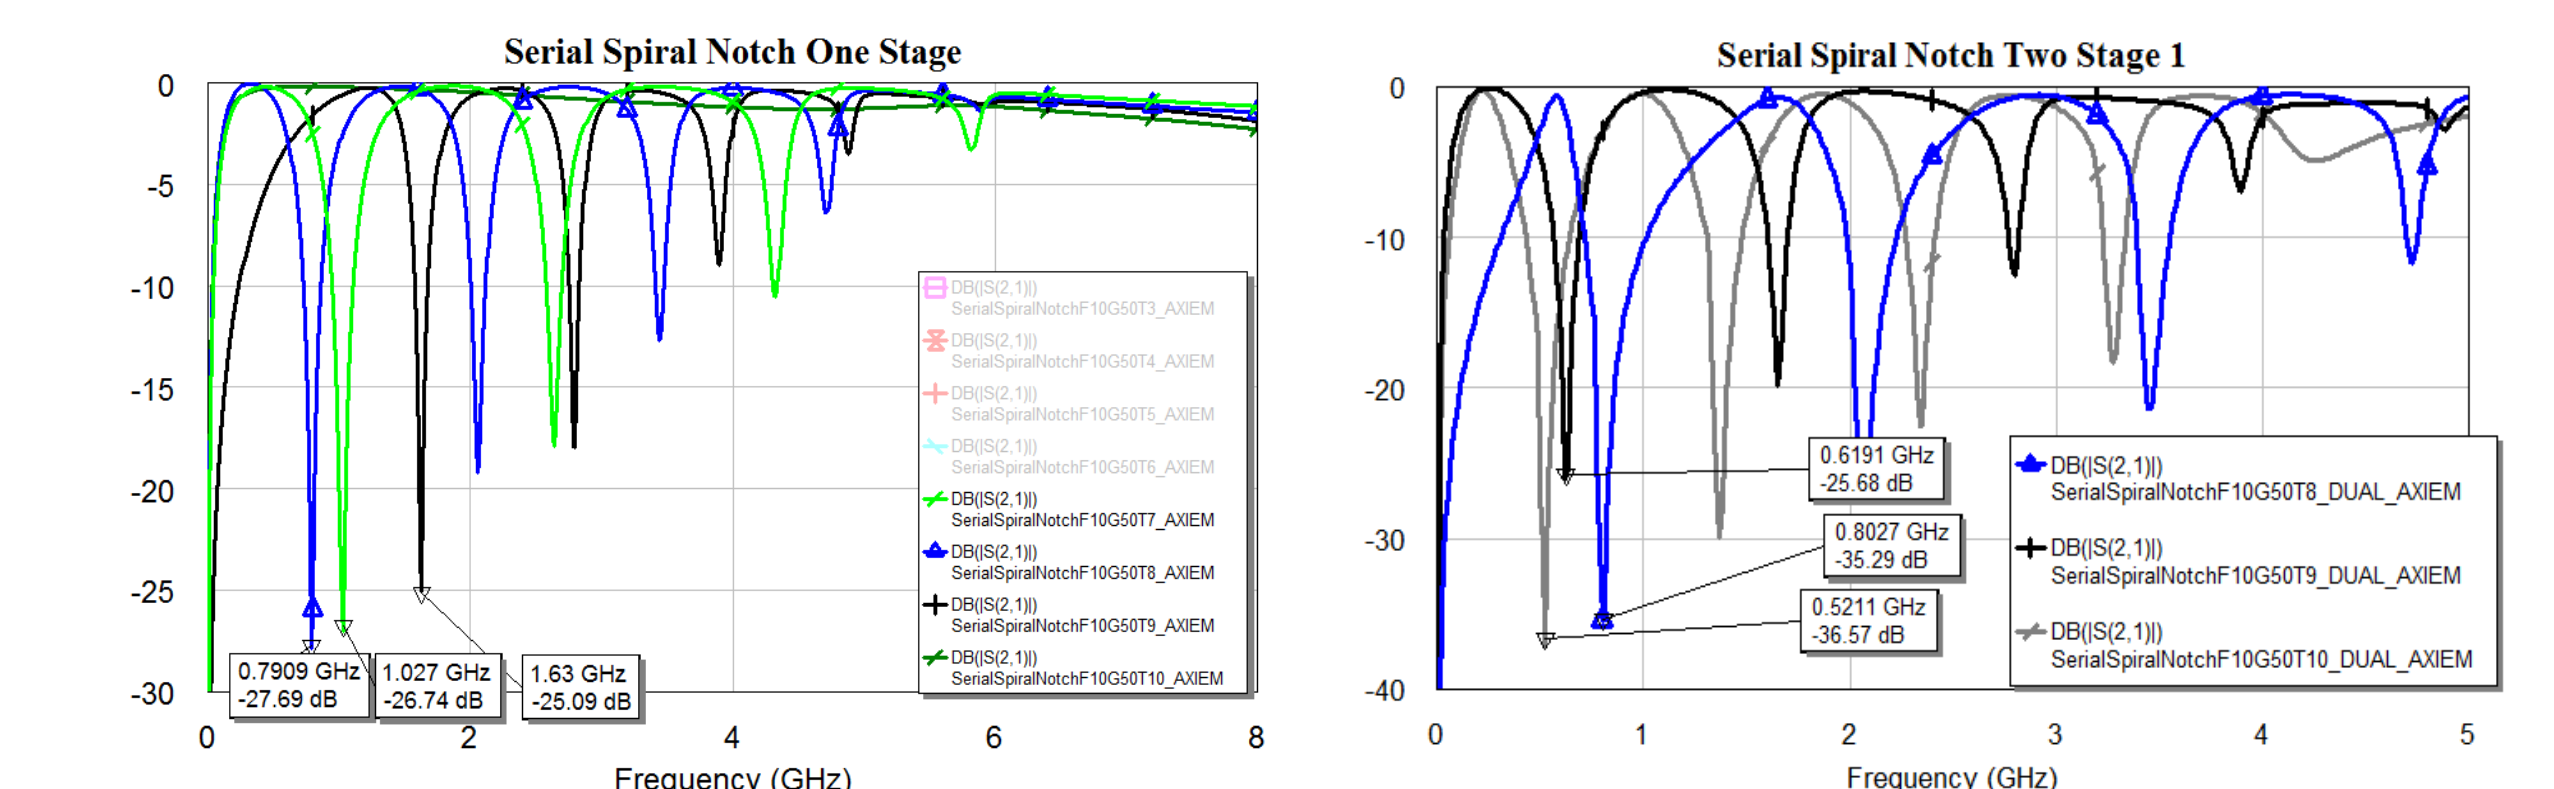 Serial Spiral Notch One Stage
0
-5
-10
-15
-20
-25
-30
0
2
4
6
8
Frequency (GHz)
0.7909 GHz
-27.69 dB
1.027 GHz
-26.74 dB
1.63 GHz
-25.09 dB
DB(|S(2,1)|)
SerialSpiralNotchF10G50T3_AXIEM
DB(|S(2,1)|)
SerialSpiralNotchF10G50T4_AXIEM
DB(|S(2,1)|)
SerialSpiralNotchF10G50T5_AXIEM
DB(|S(2,1)|)
SerialSpiralNotchF10G50T6_AXIEM
DB(|S(2,1)|)
SerialSpiralNotchF10G50T7_AXIEM
DB(|S(2,1)|)
SerialSpiralNotchF10G50T8_AXIEM
DB(|S(2,1)|)
SerialSpiralNotchF10G50T9_AXIEM
DB(|S(2,1)|)
SerialSpiralNotchF10G50T10_AXIEM
Serial Spiral Notch Two Stage 1
0
-10
-20
-30
-40
0
1
2
3
4
5
Frequency (GHz)
0.6191 GHz
-25.68 dB
0.8027 GHz
-35.29 dB
0.5211 GHz
-36.57 dB
DB(|S(2,1)|)
SerialSpiralNotchF10G50T8_DUAL_AXIEM
DB(|S(2,1)|)
SerialSpiralNotchF10G50T9_DUAL_AXIEM
DB(|S(2,1)|)
SerialSpiralNotchF10G50T10_DUAL_AXIEM